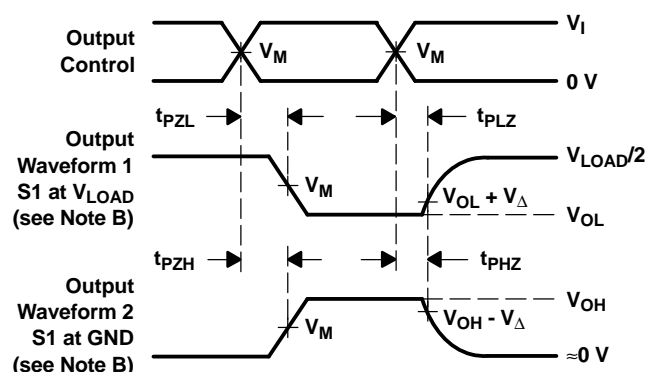 Output
Control
V_M
V_M
V_I
0 V
t_PZL
t_PLZ
Output
Waveform 1
S1 at V_LOAD
(see Note B)
V_M
V_LOAD/2
V_OL + V_Δ
V_OL
t_PZH
t_PHZ
Output
Waveform 2
S1 at GND
(see Note B)
V_M
V_OH
V_OH - V_Δ
≈0 V